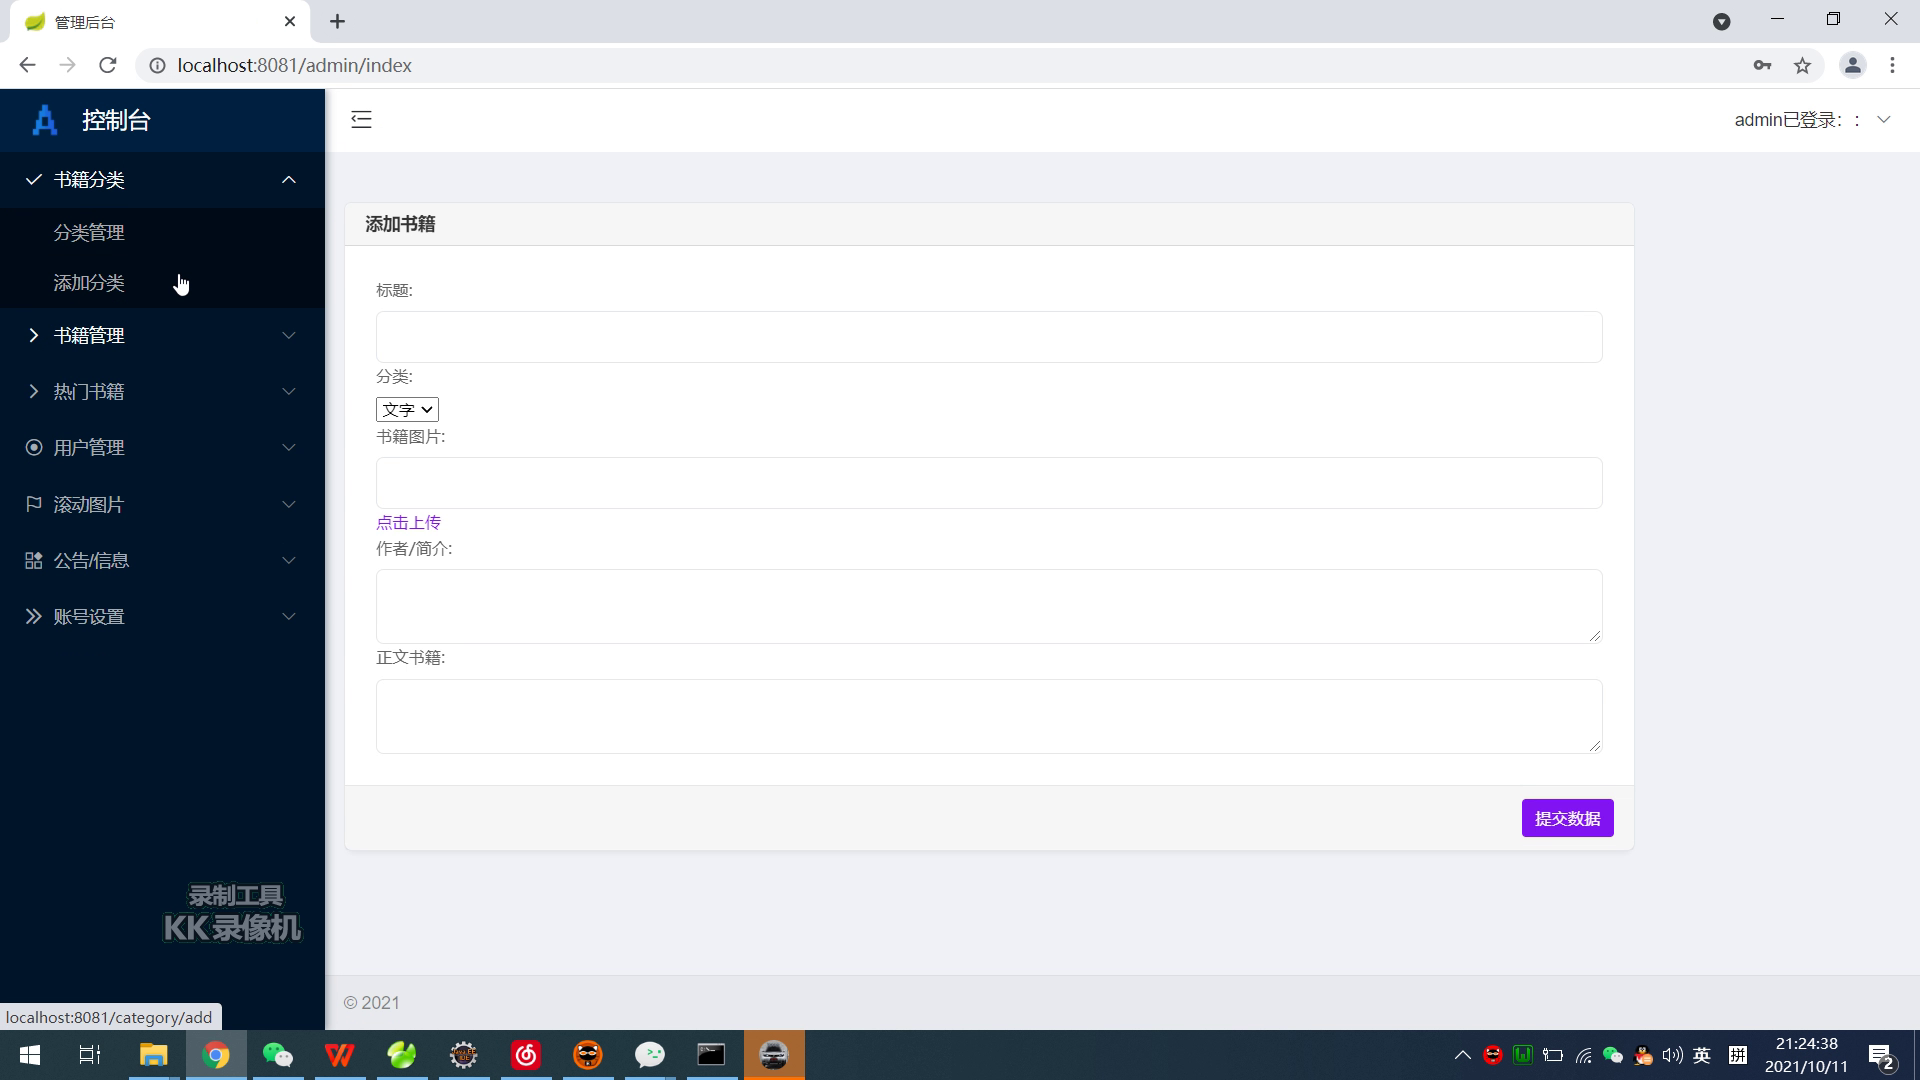 管理后台
localhost:8081/admin/index
控制台
admin已登录: :
书籍分类
分类管理
添加分类
书籍管理
热门书籍
用户管理
滚动图片
公告/信息
账号设置
添加书籍
标题:
分类:
文字
书籍图片:
点击上传
作者/简介:
正文书籍:
提交数据
录制工具
KK录像机
© 2021
localhost:8081/category/add
英
拼
21:24:38
2021/10/11
2